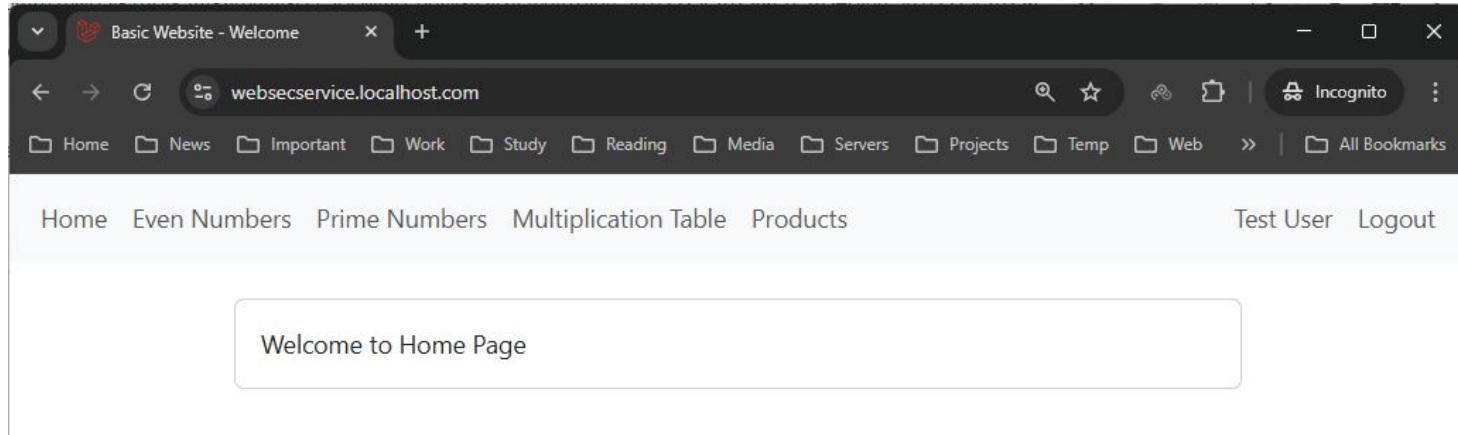 Basic Website - Welcome
websecservice.localhost.com Incognito
Home News Important Work Study Reading Media Servers Projects Temp Web » All Bookmarks
Home Even Numbers Prime Numbers Multiplication Table Products Test User Logout
Welcome to Home Page